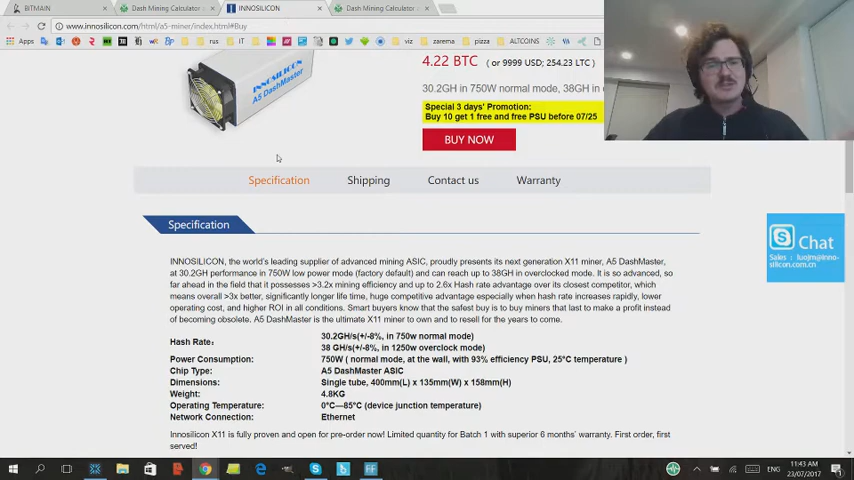 BITMAIN
Dash Mining Calculator a
INNOSILICON
Dash Mining Calculator a
www.innosilicon.com/html/a5-miner/index.html#Buy
Apps
viz
zarema
pizza
ALTCOINS
INNOSILICON
A5 DashMaster
4.22 BTC ( or 9999 USD; 254.23 LTC )
30.2GH in 750W normal mode, 38GH in
Special 3 days' Promotion:
Buy 10 get 1 free and free PSU before 07/25
BUY NOW
Specification
Shipping
Contact us
Warranty
Specification
Chat
Sales : luojm@inno-
silicon.com.cn
INNOSILICON, the world's leading supplier of advanced mining ASIC, proudly presents its next generation X11 miner, A5 DashMaster,
at 30.2GH performance in 750W low power mode (factory default) and can reach up to 38GH in overclocked mode. It is so advanced, so
far ahead in the field that it possesses >3.2x mining efficiency and up to 2.6x Hash rate advantage over its closest competitor, which
means overall >3x better, significantly longer life time, huge competitive advantage especially when hash rate increases rapidly, lower
operating cost, and higher ROI in all conditions. Smart buyers know that the safest buy is to buy miners that last to make a profit instead
of becoming obsolete. A5 DashMaster is the ultimate X11 miner to own and to resell for the years to come.
Hash Rate: 30.2GH/s(+/-8%, in 750w normal mode)
38 GH/s(+/-8%, in 1250w overclock mode)
Power Consumption: 750W ( normal mode, at the wall, with 93% efficiency PSU, 25°C temperature )
Chip Type: A5 DashMaster ASIC
Dimensions: Single tube, 400mm(L) x 135mm(W) x 158mm(H)
Weight: 4.8KG
Operating Temperature: 0°C—85°C (device junction temperature)
Network Connection: Ethernet
Innosilicon X11 is fully proven and open for pre-order now! Limited quantity for Batch 1 with superior 6 months' warranty. First order, first
served!
ENG
11:43 AM
23/07/2017